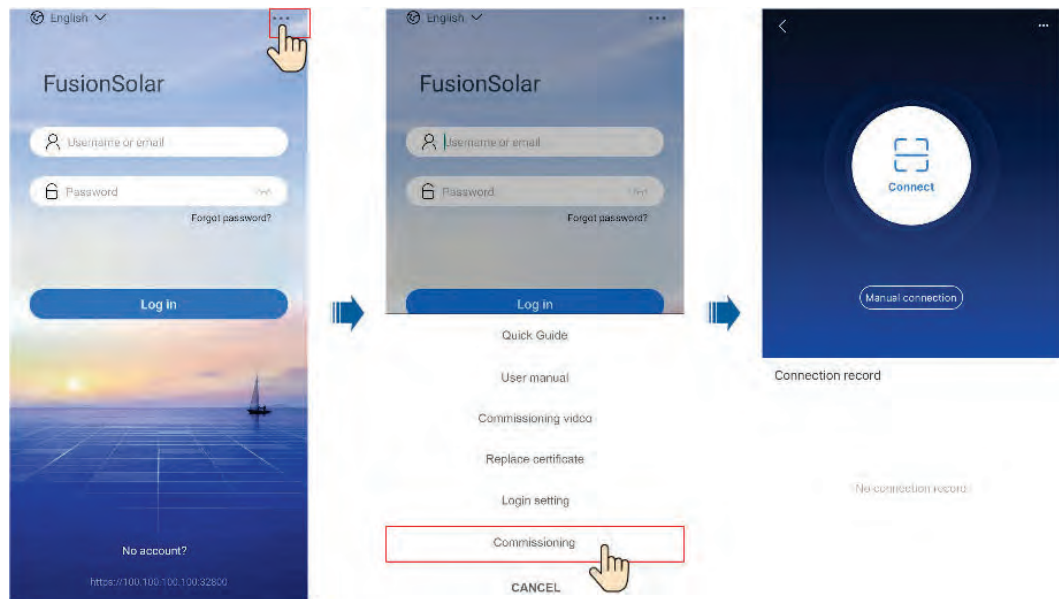 English
FusionSolar
Username or email
Password
Forgot password?
Log in
No account?
https://100.100.100.100:32800
English
FusionSolar
Username or email
Password
Forgot password?
Log in
Quick Guide
User manual
Commissioning video
Replace certificate
Login setting
Commissioning
CANCEL
Connect
Manual connection
Connection record
No connection record